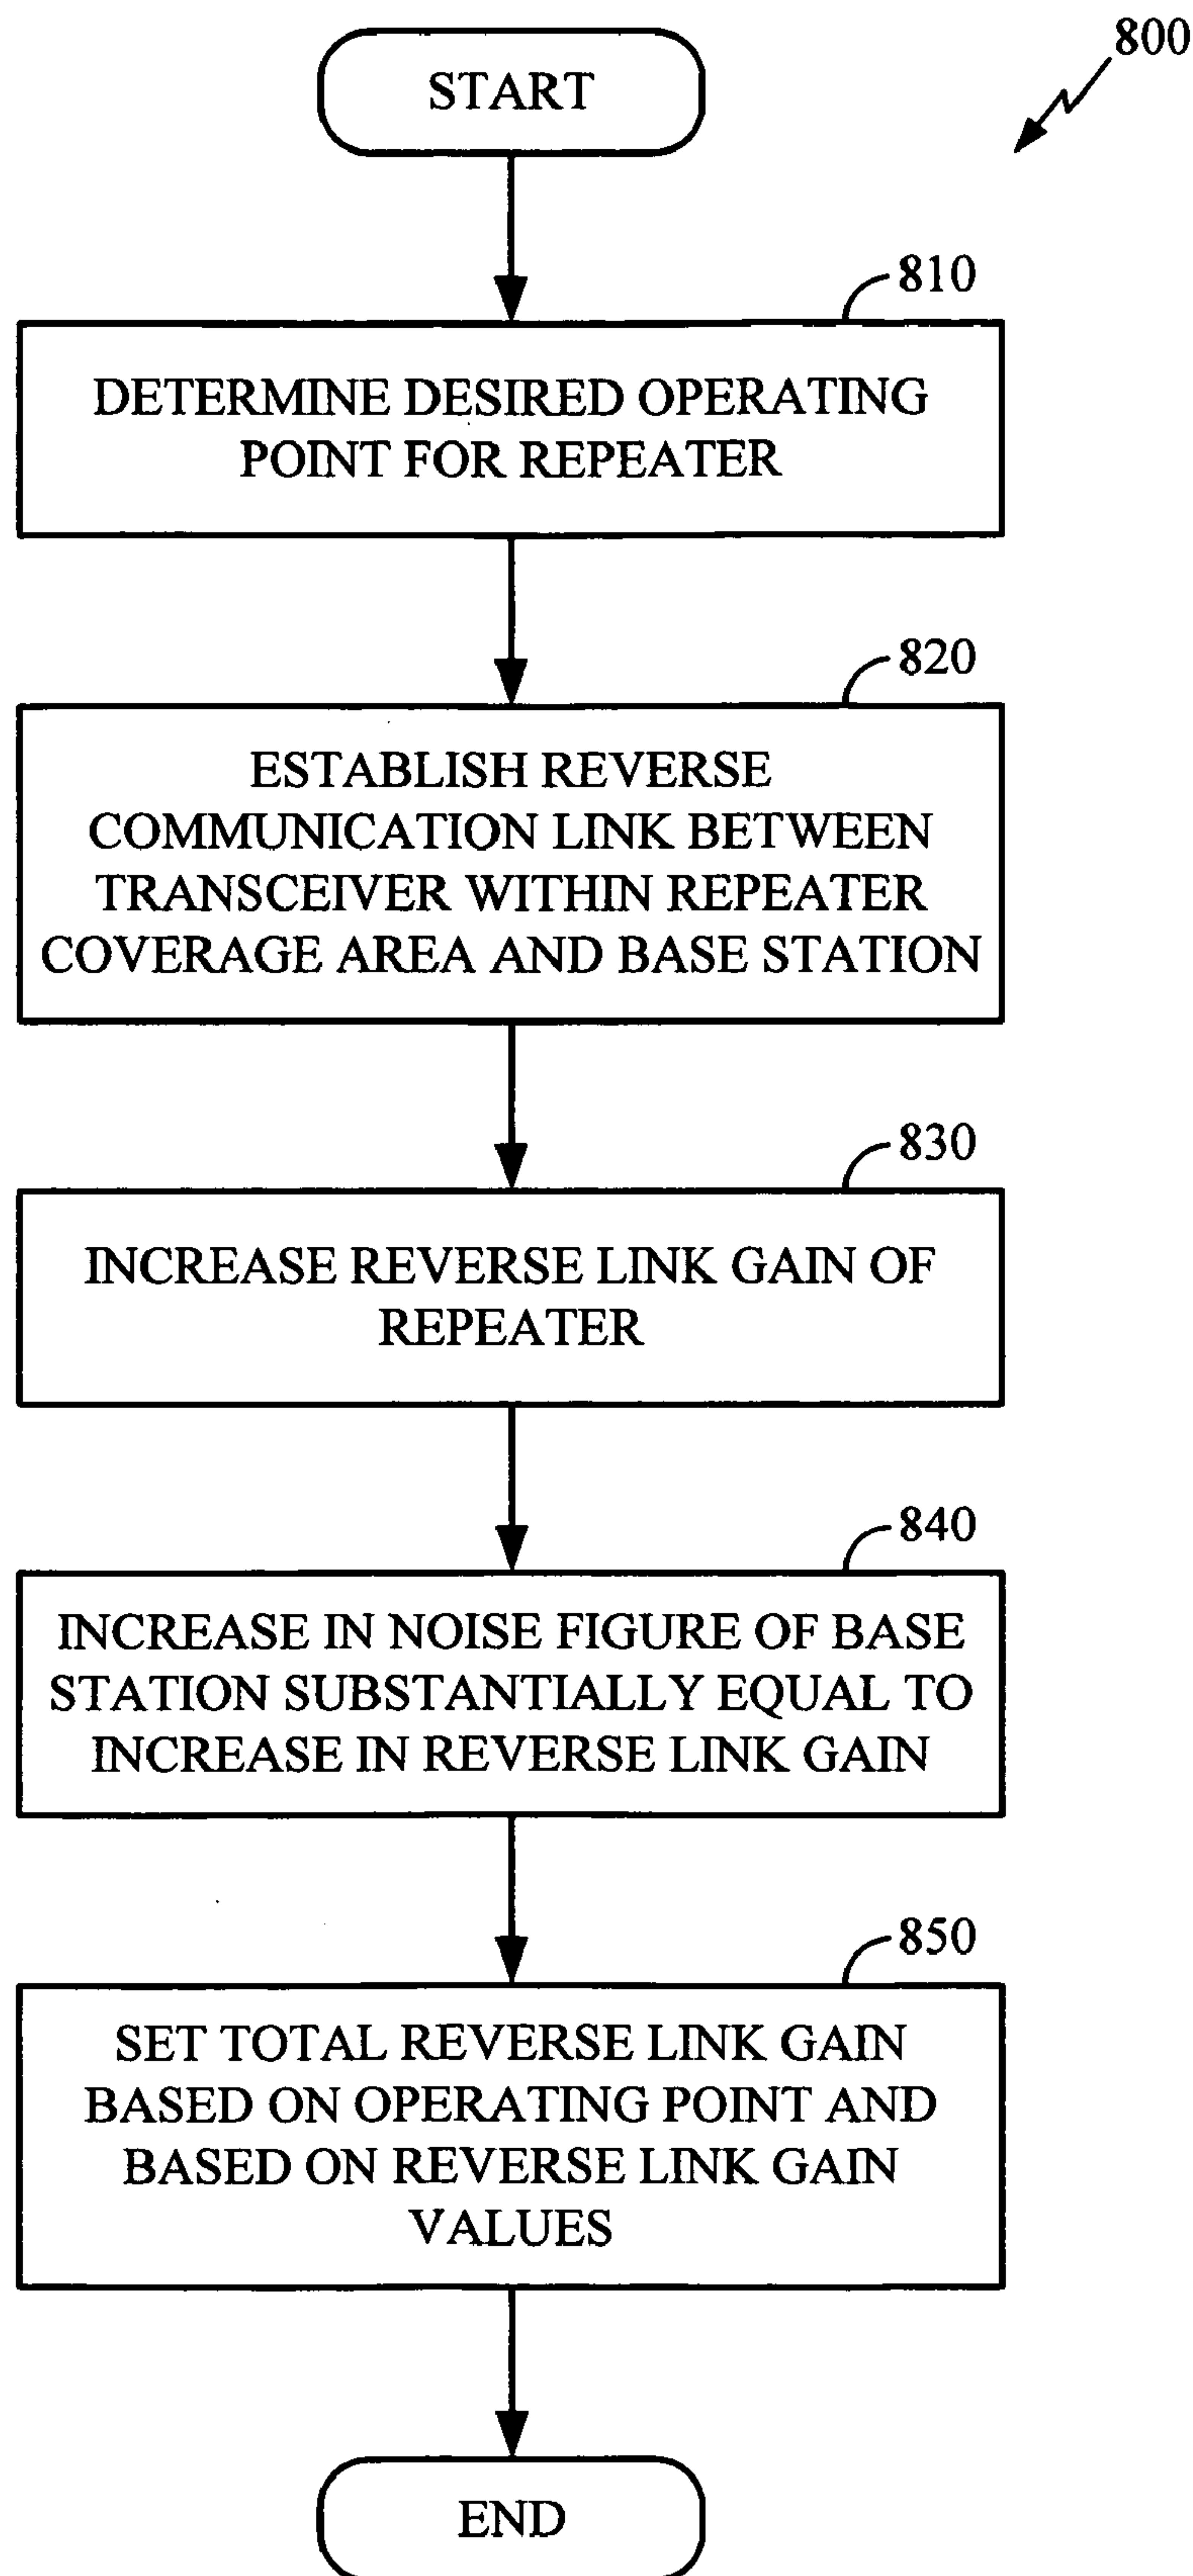 START
800
810
DETERMINE DESIRED OPERATING
POINT FOR REPEATER
820
ESTABLISH REVERSE
COMMUNICATION LINK BETWEEN
TRANSCEIVER WITHIN REPEATER
COVERAGE AREA AND BASE STATION
830
INCREASE REVERSE LINK GAIN OF
REPEATER
840
INCREASE IN NOISE FIGURE OF BASE
STATION SUBSTANTIALLY EQUAL TO
INCREASE IN REVERSE LINK GAIN
850
SET TOTAL REVERSE LINK GAIN
BASED ON OPERATING POINT AND
BASED ON REVERSE LINK GAIN
VALUES
END